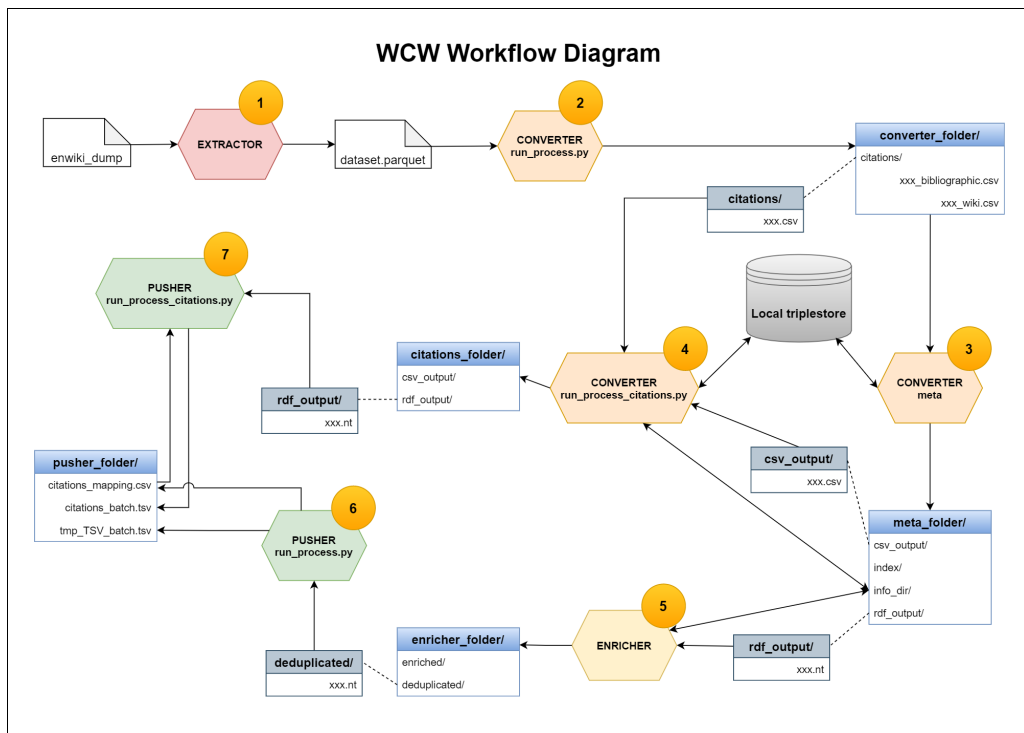 WCW Workflow Diagram
1
2
enwiki_dump
EXTRACTOR
dataset.parquet
CONVERTER
run_process.py
converter_folder/
citations/
xxx_bibliographic.csv
xxx_wiki.csv
citations/
xxx.csv
7
PUSHER
run_process_citations.py
Local triplestore
4
CONVERTER
run_process_citations.py
3
CONVERTER
meta
citations_folder/
csv_output/
rdf_output/
rdf_output/
xxx.nt
csv_output/
xxx.csv
pusher_folder/
citations_mapping.csv
citations_batch.tsv
tmp_TSV_batch.tsv
6
PUSHER
run_process.py
meta_folder/
csv_output/
index/
info_dir/
rdf_output/
5
ENRICHER
rdf_output/
xxx.nt
enricher_folder/
enriched/
deduplicated/
deduplicated/
xxx.nt